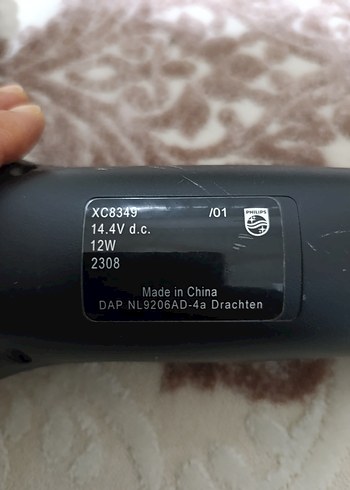 XC8349 /01 PHILIPS
14.4V d.c.
12W
2308
Made in China
DAP NL9206AD-4a Drachten